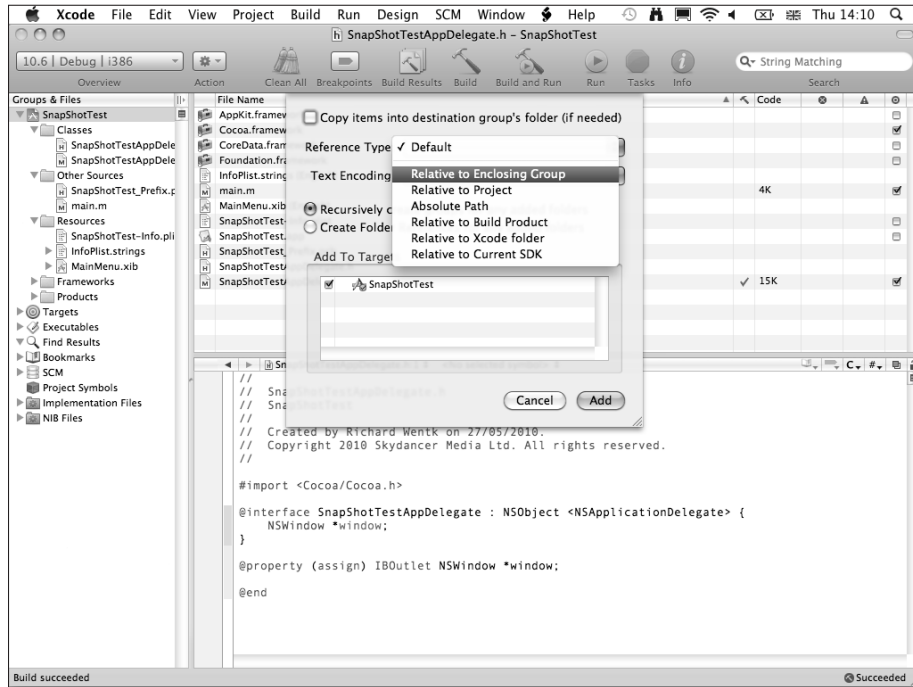 Xcode File Edit View Project Build Run Design SCM Window Help Thu 14:10
SnapShotTestAppDelegate.h – SnapShotTest
10.6 | Debug | i386
String Matching
Overview Action Clean All Breakpoints Build Results Build Build and Run Run Tasks Info Search
Groups & Files
SnapShotTest
Classes
SnapShotTestAppDele
SnapShotTestAppDele
Other Sources
SnapShotTest_Prefix.p
main.m
Resources
SnapShotTest-Info.pli
InfoPlist.strings
MainMenu.xib
Frameworks
Products
Targets
Executables
Find Results
Bookmarks
SCM
Project Symbols
Implementation Files
NIB Files
File Name Code
AppKit.framew
Cocoa.framew
CoreData.fram
Foundation.fra
InfoPlist.string
main.m 4K
MainMenu.xib
SnapShotTest-
SnapShotTest.
SnapShotTest_
SnapShotTestA
SnapShotTestA 15K
Copy items into destination group's folder (if needed)
Reference Type
✓ Default
Relative to Enclosing Group
Relative to Project
Absolute Path
Relative to Build Product
Relative to Xcode folder
Relative to Current SDK
Text Encoding
Recursively
Create Folde
Add To Targe
SnapShotTest
Cancel Add
//
// SnapShotTestAppDelegate.h
// SnapShotTest
//
// Created by Richard Wentk on 27/05/2010.
// Copyright 2010 Skydancer Media Ltd. All rights reserved.
//
#import <Cocoa/Cocoa.h>
@interface SnapShotTestAppDelegate : NSObject <NSApplicationDelegate> {
NSWindow *window;
}
@property (assign) IBOutlet NSWindow *window;
@end
Build succeeded Succeeded